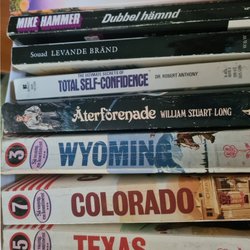 MIKE HAMMER Dubbel hämnd
Souad LEVANDE BRÄND
THE ULTIMATE SECRETS OF
TOTAL SELF-CONFIDENCE DR. ROBERT ANTHONY
Återförenade WILLIAM STUART LONG
3 WYOMING
7 COLORADO
5 TEXAS